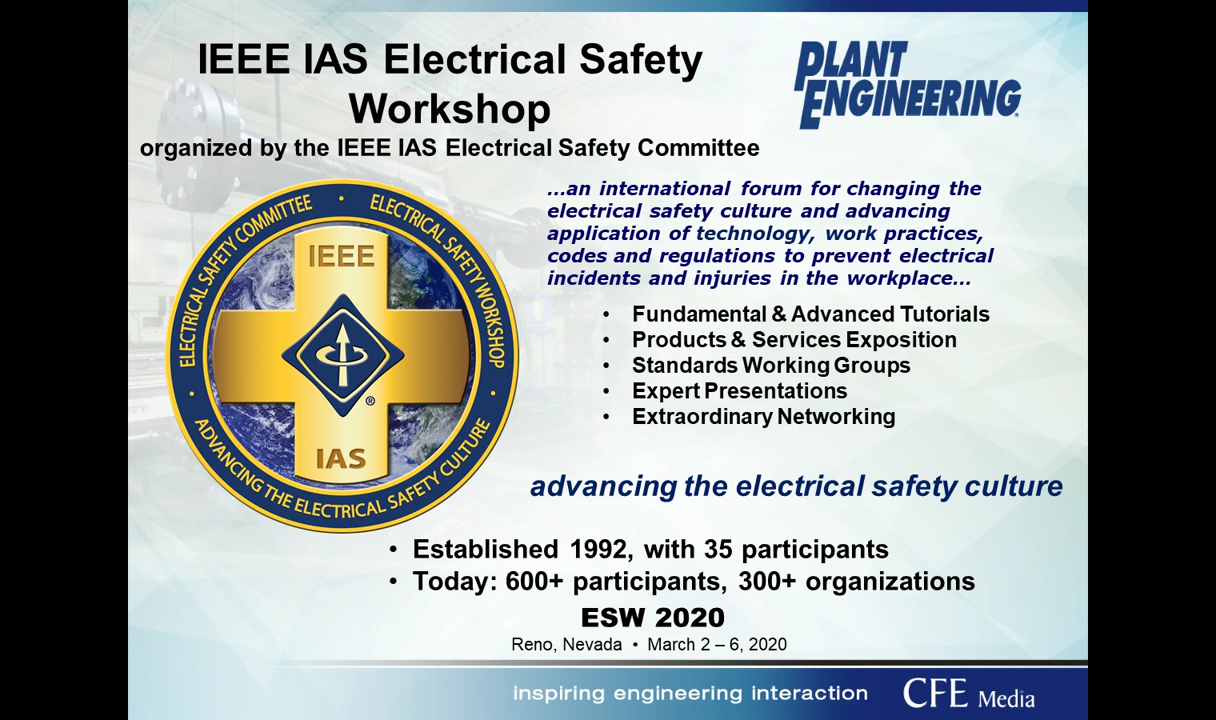 IEEE IAS Electrical Safety
Workshop
organized by the IEEE IAS Electrical Safety Committee
PLANT
ENGINEERING®
ELECTRICAL SAFETY COMMITTEE • ELECTRICAL SAFETY WORKSHOP •
ADVANCING THE ELECTRICAL SAFETY CULTURE •
IEEE
®
IAS
...an international forum for changing the
electrical safety culture and advancing
application of technology, work practices,
codes and regulations to prevent electrical
incidents and injuries in the workplace...
• Fundamental & Advanced Tutorials
• Products & Services Exposition
• Standards Working Groups
• Expert Presentations
• Extraordinary Networking
advancing the electrical safety culture
• Established 1992, with 35 participants
• Today: 600+ participants, 300+ organizations
ESW 2020
Reno, Nevada • March 2 – 6, 2020
inspiring engineering interaction
CFE Media